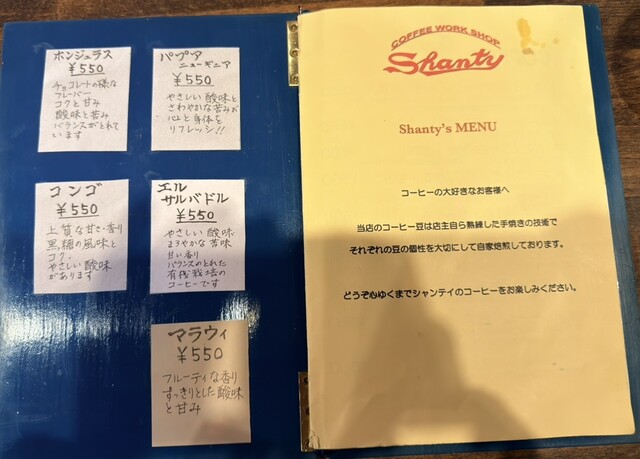 ホンジュラス
¥550
チョコレートの様な
フレーバー
コクと甘み
酸味と苦み
バランスがとれて
います
パプア
ニューギニア
¥550
やさしい酸味と
さわやかな苦みが
心と身体を
リフレッシ!!
コンゴ
¥550
上質な甘い香り
黒糖の風味と
コク、
やさしい酸味
があります
エル
サルバドル
¥550
やさしい酸味
まろやかな苦味
甘い香り
バランスのとれた
有機栽培の
コーヒーです
マラウィ
¥550
フルーティな香り
すっきりとした酸味
と甘み
COFFEE WORK SHOP
Shanty
Shanty's MENU
コーヒーの大好きなお客様へ
当店のコーヒー豆は店主自ら熟練した手焼きの技術で
それぞれの豆の個性を大切にして自家焙煎しております。
どうぞ心ゆくまでシャンティのコーヒーをお楽しみください。